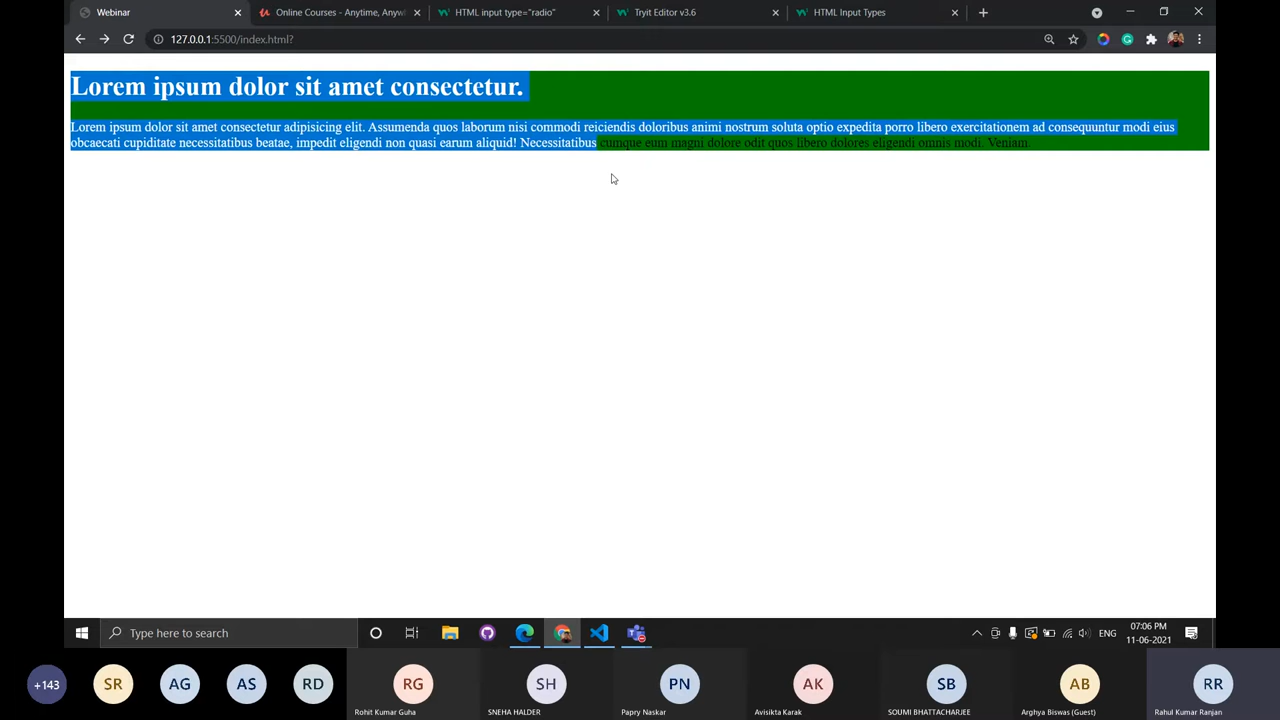 Webinar
Online Courses - Anytime, Anyw
HTML input type="radio"
Tryit Editor v3.6
HTML Input Types
127.0.0.1:5500/index.html?
Lorem ipsum dolor sit amet consectetur.
Lorem ipsum dolor sit amet consectetur adipisicing elit. Assumenda quos laborum nisi commodi reiciendis doloribus animi nostrum soluta optio expedita porro libero exercitationem ad consequuntur modi eius
obcaecati cupiditate necessitatibus beatae, impedit eligendi non quasi earum aliquid! Necessitatibus cumque eum magni dolore odit quos libero dolores eligendi omnis modi. Veniam.
Type here to search
ENG
07:06 PM
11-06-2021
+143
SR
AG
AS
RD
RG
SH
PN
AK
SB
AB
RR
Rohit Kumar Guha
SNEHA HALDER
Papry Naskar
Avisikta Karak
SOUMI BHATTACHARJEE
Arghya Biswas (Guest)
Rahul Kumar Ranjan